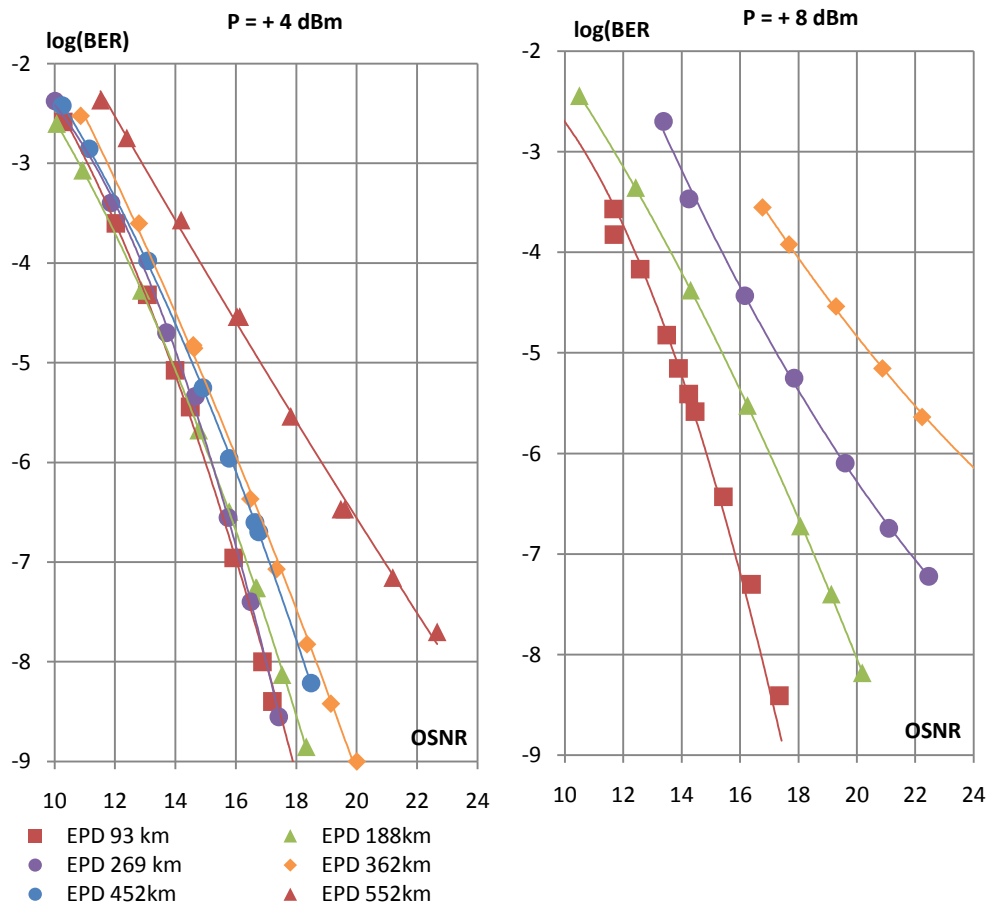 P = + 4 dBm
log(BER)
-2
-3
-4
-5
-6
-7
-8
-9
OSNR
10 12 14 16 18 20 22 24
P = + 8 dBm
log(BER
-2
-3
-4
-5
-6
-7
-8
-9
OSNR
10 12 14 16 18 20 22 24
EPD 93 km
EPD 188km
EPD 269 km
EPD 362km
EPD 452km
EPD 552km